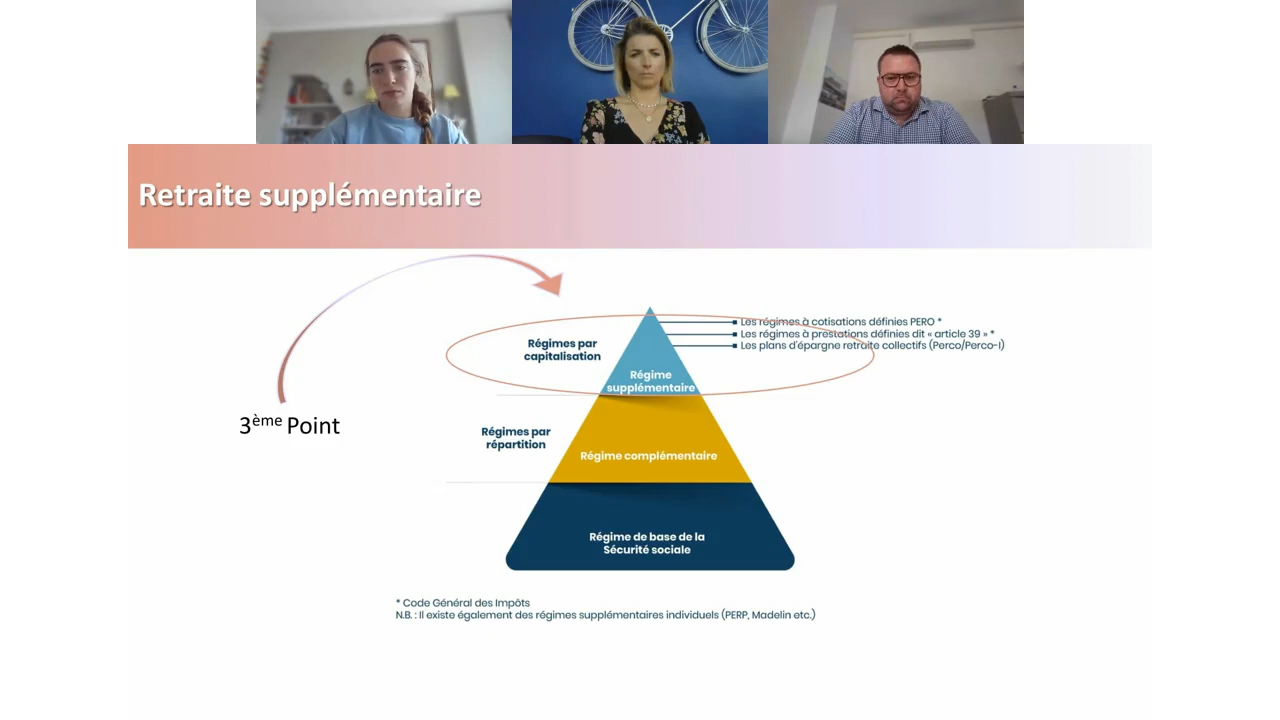 Retraite supplémentaire
Les régimes à cotisations définies PERO *
Les régimes à prestations définies dit « article 39 » *
Les plans d'épargne retraite collectifs (Perco/Perco-I)
Régimes par
capitalisation
Régime
supplémentaire
3ème Point
Régimes par
répartition
Régime complémentaire
Régime de base de la
Sécurité sociale
* Code Général des Impôts
N.B. : Il existe également des régimes supplémentaires individuels (PERP, Madelin etc.)